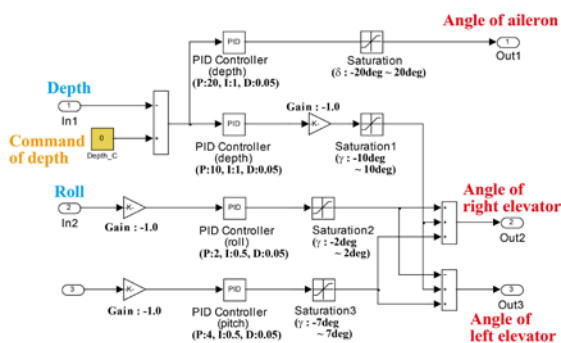 Angle of aileron
PID
1
PID Controller
(depth)
(P:20, I:1, D:0.05)
Saturation
(δ : -20deg ~ 20deg)
Out1
Depth
1
In1
-
+
Command
of depth
0
Depth_C
PID
PID Controller
(depth)
(P:10, I:1, D:0.05)
Gain : -1.0
-K-
Saturation1
(γ : -10deg
~ 10deg)
Roll
2
In2
-K-
Gain : -1.0
PID
PID Controller
(roll)
(P:2, I:0.5, D:0.05)
Saturation2
(γ : -2deg
~ 2deg)
+
+
+
Angle of
right elevator
2
Out2
3
-K-
Gain : -1.0
PID
PID Controller
(pitch)
(P:4, I:0.5, D:0.05)
Saturation3
(γ : -7deg
~ 7deg)
-
+
+
3
Out3
Angle of
left elevator